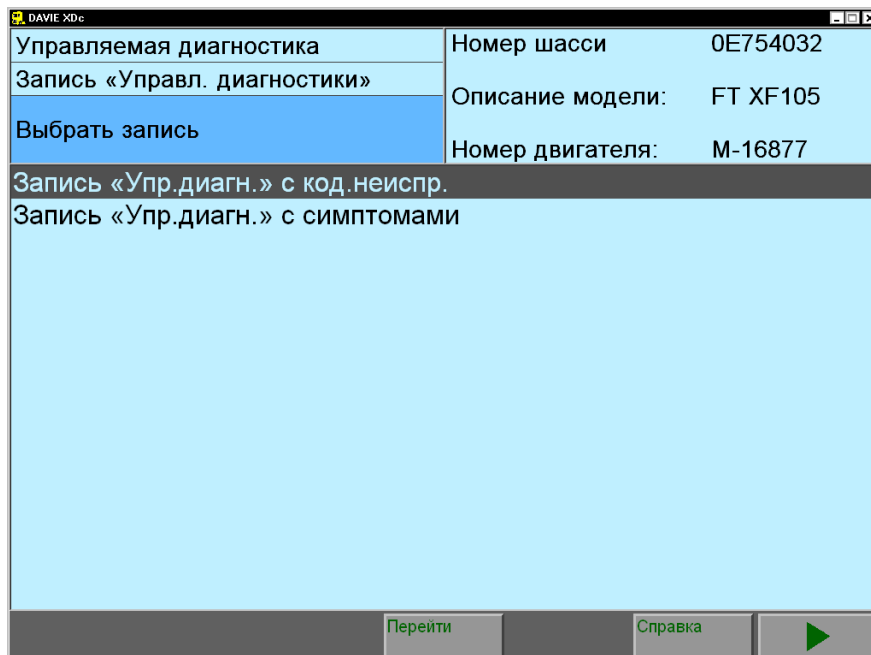 DAVIE XDc
Управляемая диагностика
Запись «Управл. диагностики»
Выбрать запись
Номер шасси 0E754032
Описание модели: FT XF105
Номер двигателя: M-16877
Запись «Упр.диагн.» с код.неиспр.
Запись «Упр.диагн.» с симптомами
Перейти
Справка